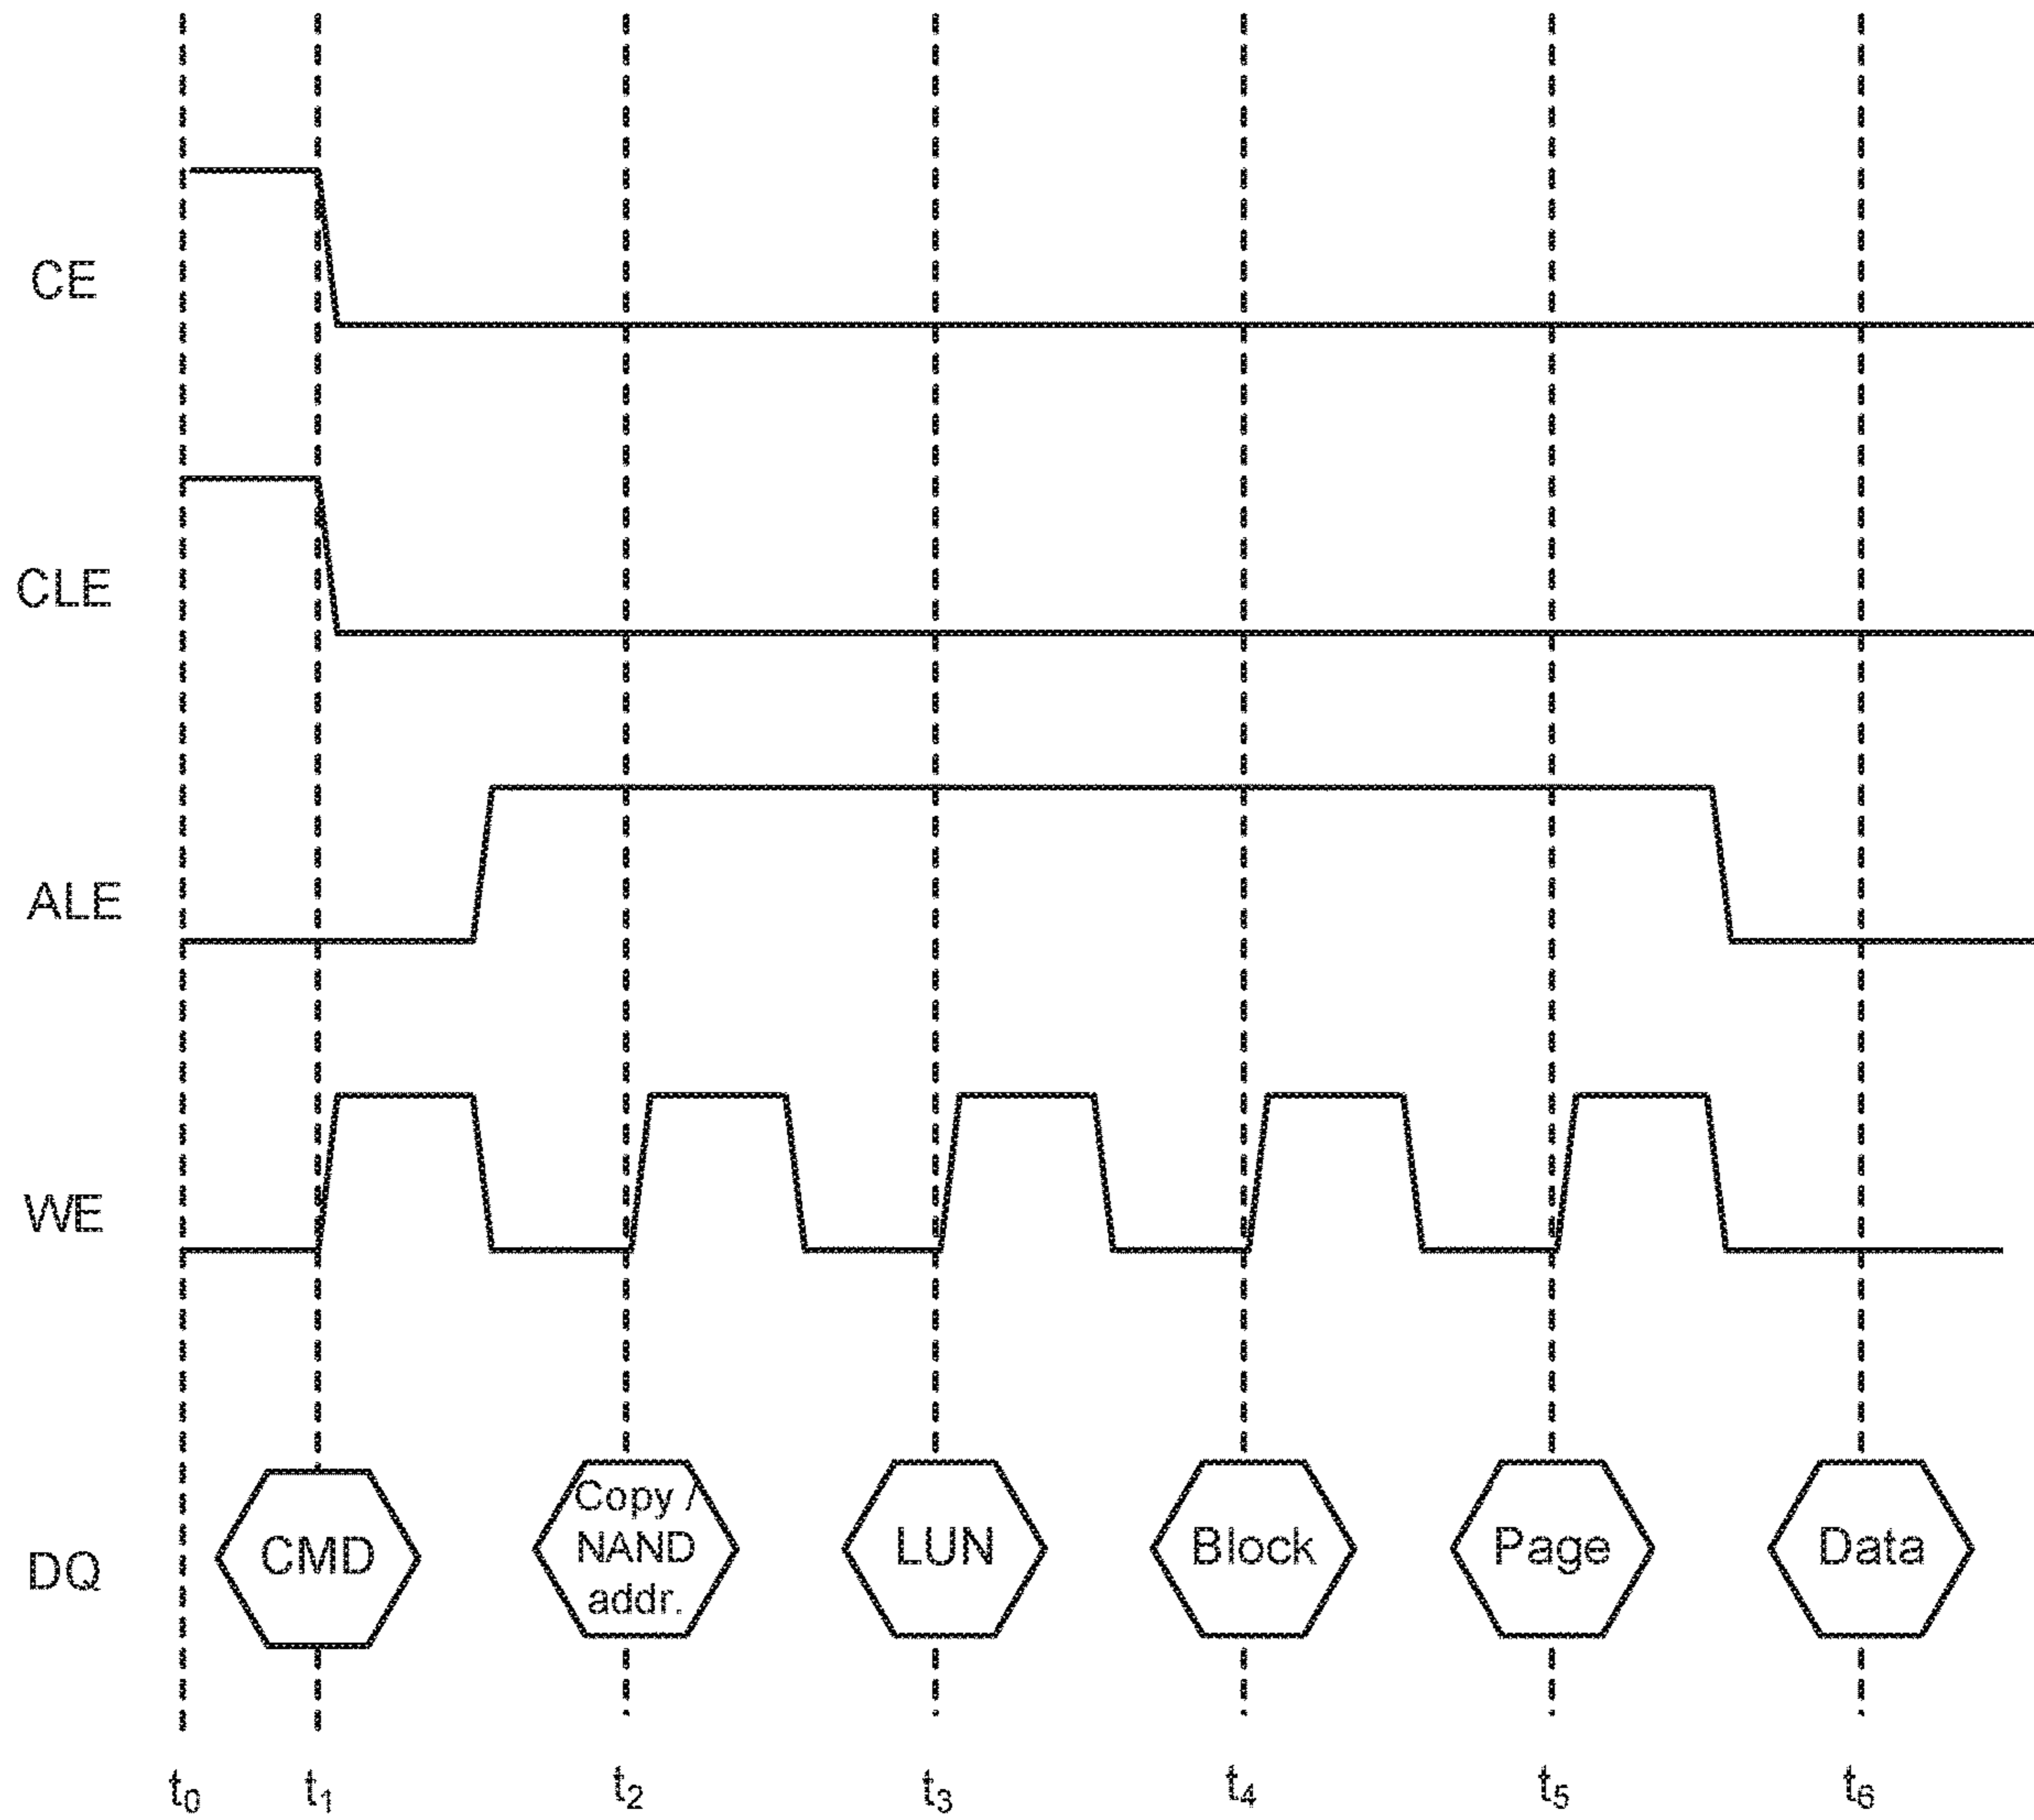 CE
CLE
ALE
WE
DQ
CMD
Copy /
NAND
addr.
LUN
Block
Page
Data
t₀
t₁
t₂
t₃
t₄
t₅
t₆